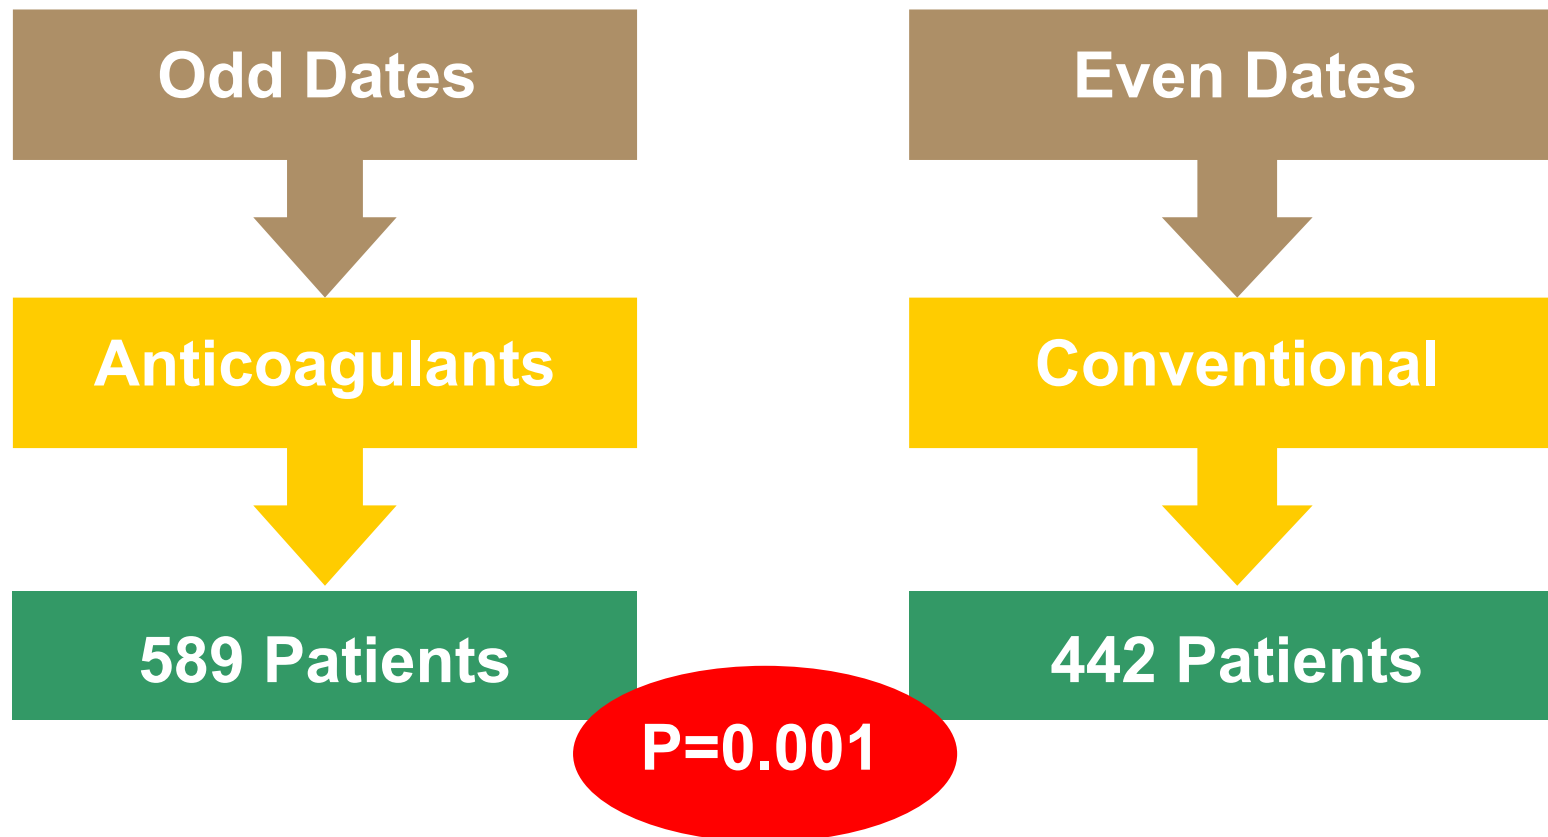 Odd Dates
Even Dates
Anticoagulants
Conventional
589 Patients
442 Patients
P=0.001